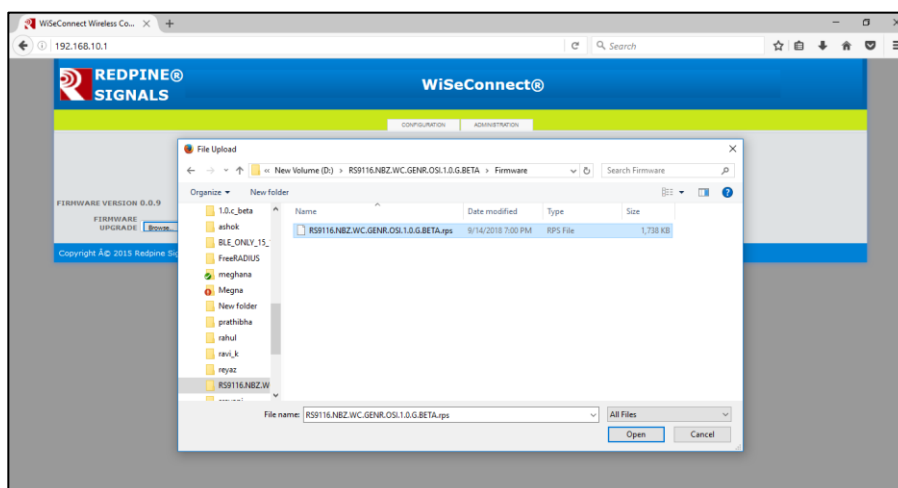 WiSeConnect Wireless Co...
192.168.10.1
Search
REDPINE®
SIGNALS
WiSeConnect®
CONFIGURATION ADMINISTRATION
File Upload
« New Volume (D:) > RS9116.NBZ.WC.GENR.OSI.1.0.G.BETA > Firmware
Search Firmware
Organize New folder
Name Date modified Type Size
RS9116.NBZ.WC.GENR.OSI.1.0.G.BETA.rps 9/14/2018 7:00 PM RPS File 1,738 KB
1.0.c_beta
ashok
BLE_ONLY_15_
FreeRADIUS
meghana
Megna
New folder
prathibha
rahul
ravi_k
reyaz
RS9116.NBZ.W
FIRMWARE VERSION 0.0.9
FIRMWARE
UPGRADE Browse..
Copyright Â© 2015 Redpine Sig
File name: RS9116.NBZ.WC.GENR.OSI.1.0.G.BETA.rps All Files
Open Cancel